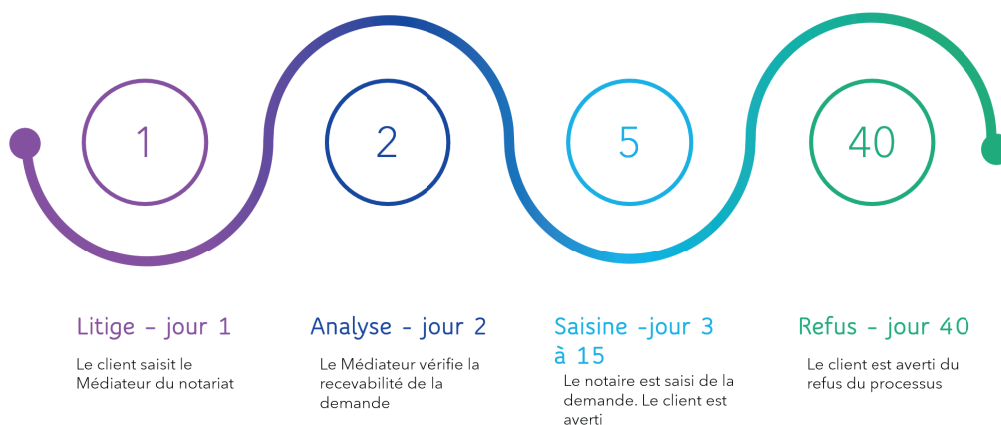 1
2
5
40
Litige - jour 1
Le client saisit le
Médiateur du notariat
Analyse - jour 2
Le Médiateur vérifie la
recevabilité de la
demande
Saisine -jour 3
à 15
Le notaire est saisi de la
demande. Le client est
averti
Refus - jour 40
Le client est averti du
refus du processus